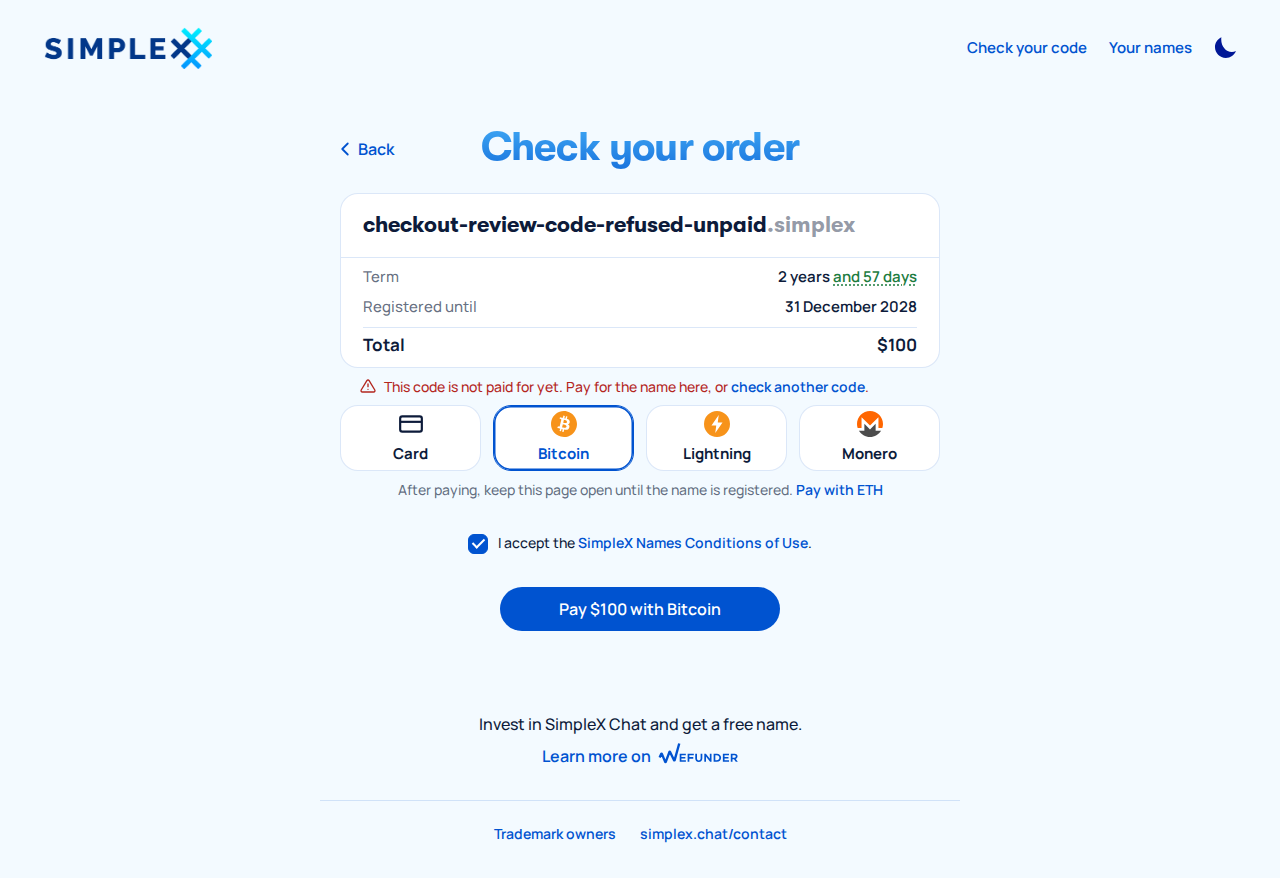 SIMPLEX
Check your code
Your names
Back
Check your order
checkout-review-code-refused-unpaid.simplex
Term
2 years and 57 days
Registered until
31 December 2028
Total
$100
This code is not paid for yet. Pay for the name here, or check another code.
Card
Bitcoin
Lightning
Monero
After paying, keep this page open until the name is registered. Pay with ETH
I accept the SimpleX Names Conditions of Use.
Pay $100 with Bitcoin
Invest in SimpleX Chat and get a free name.
Learn more on WEFUNDER
Trademark owners
simplex.chat/contact